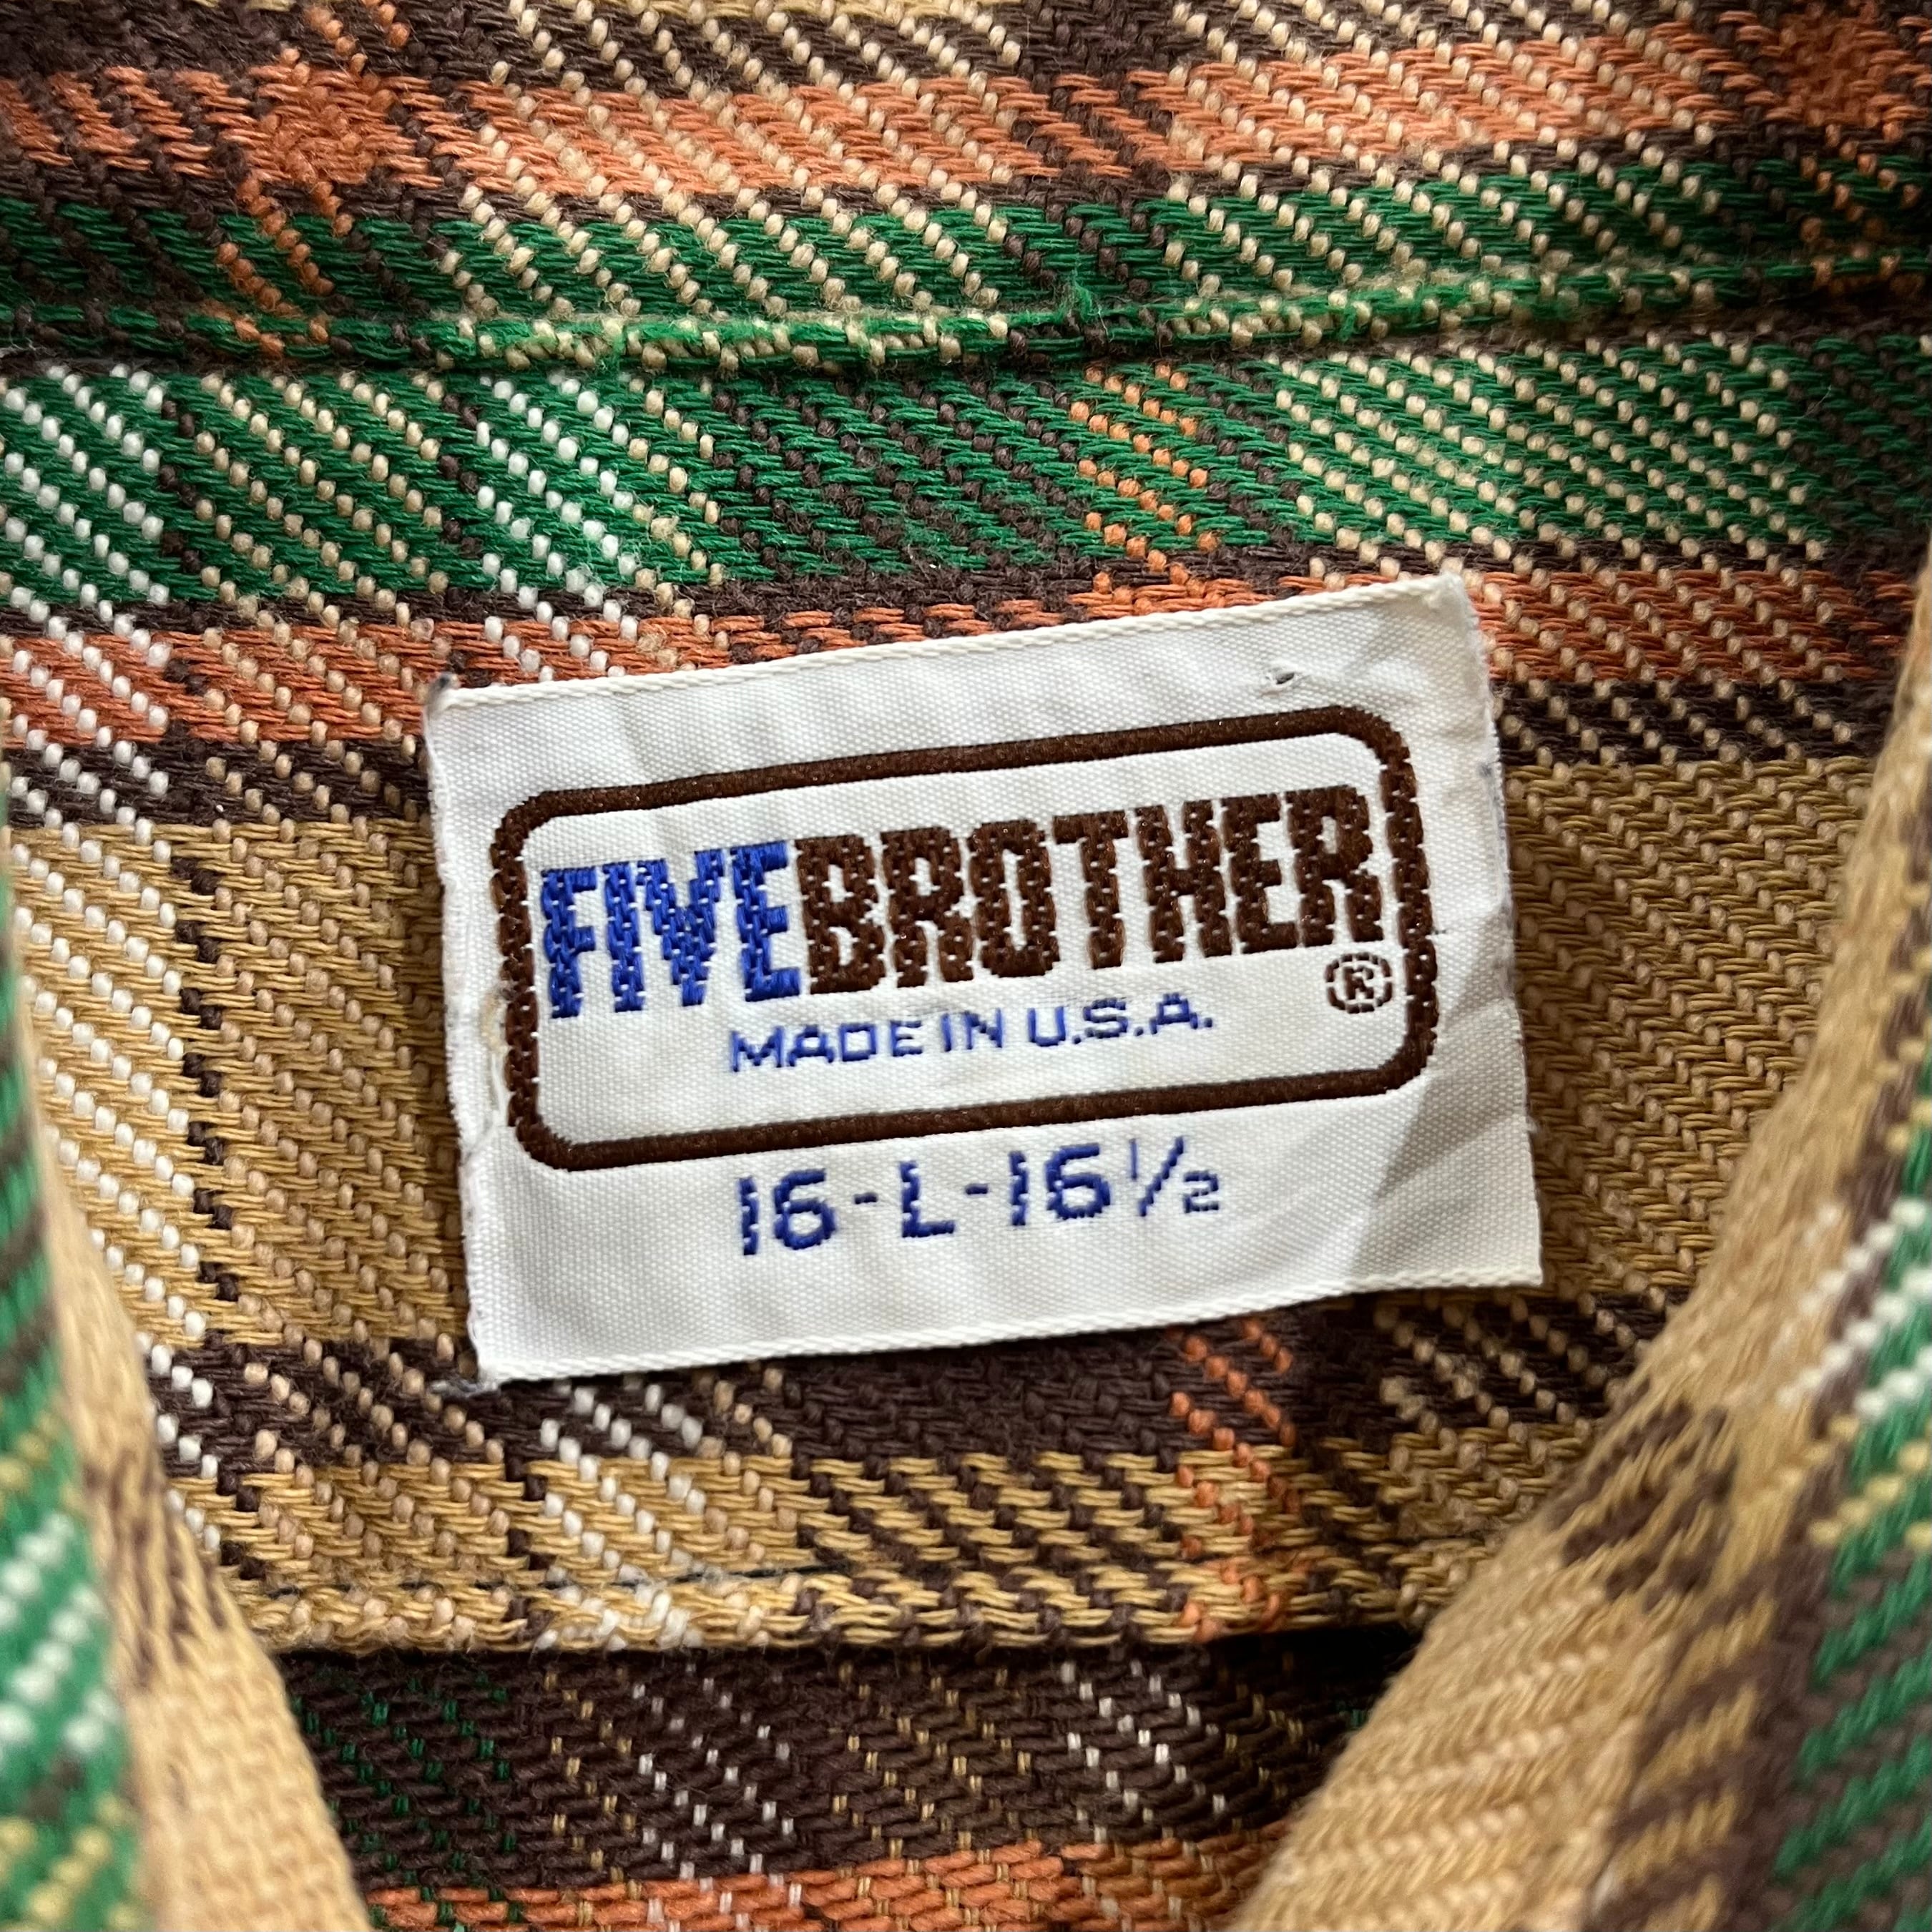 FIVEBROTHER
®
MADE IN U.S.A.
16-L-16½